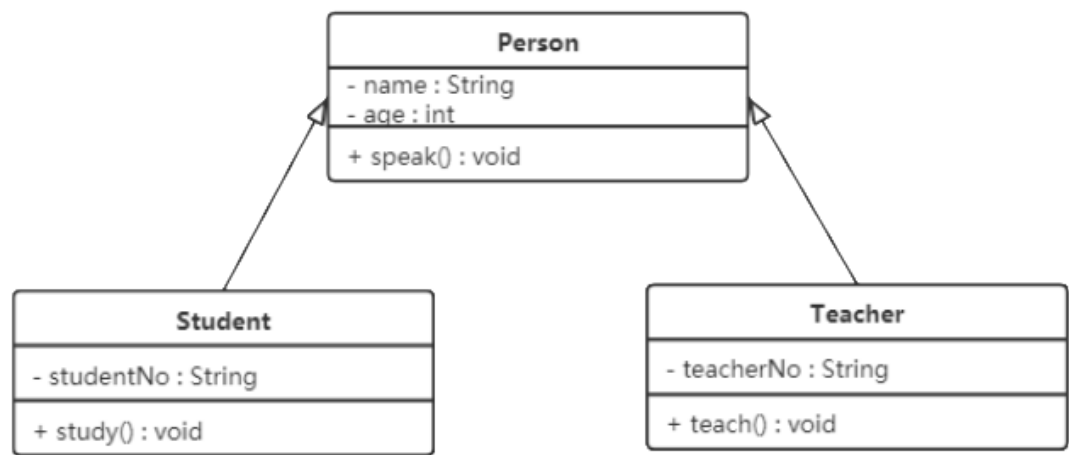 Person
- name : String
- age : int
+ speak() : void
Student
- studentNo : String
+ study() : void
Teacher
- teacherNo : String
+ teach() : void